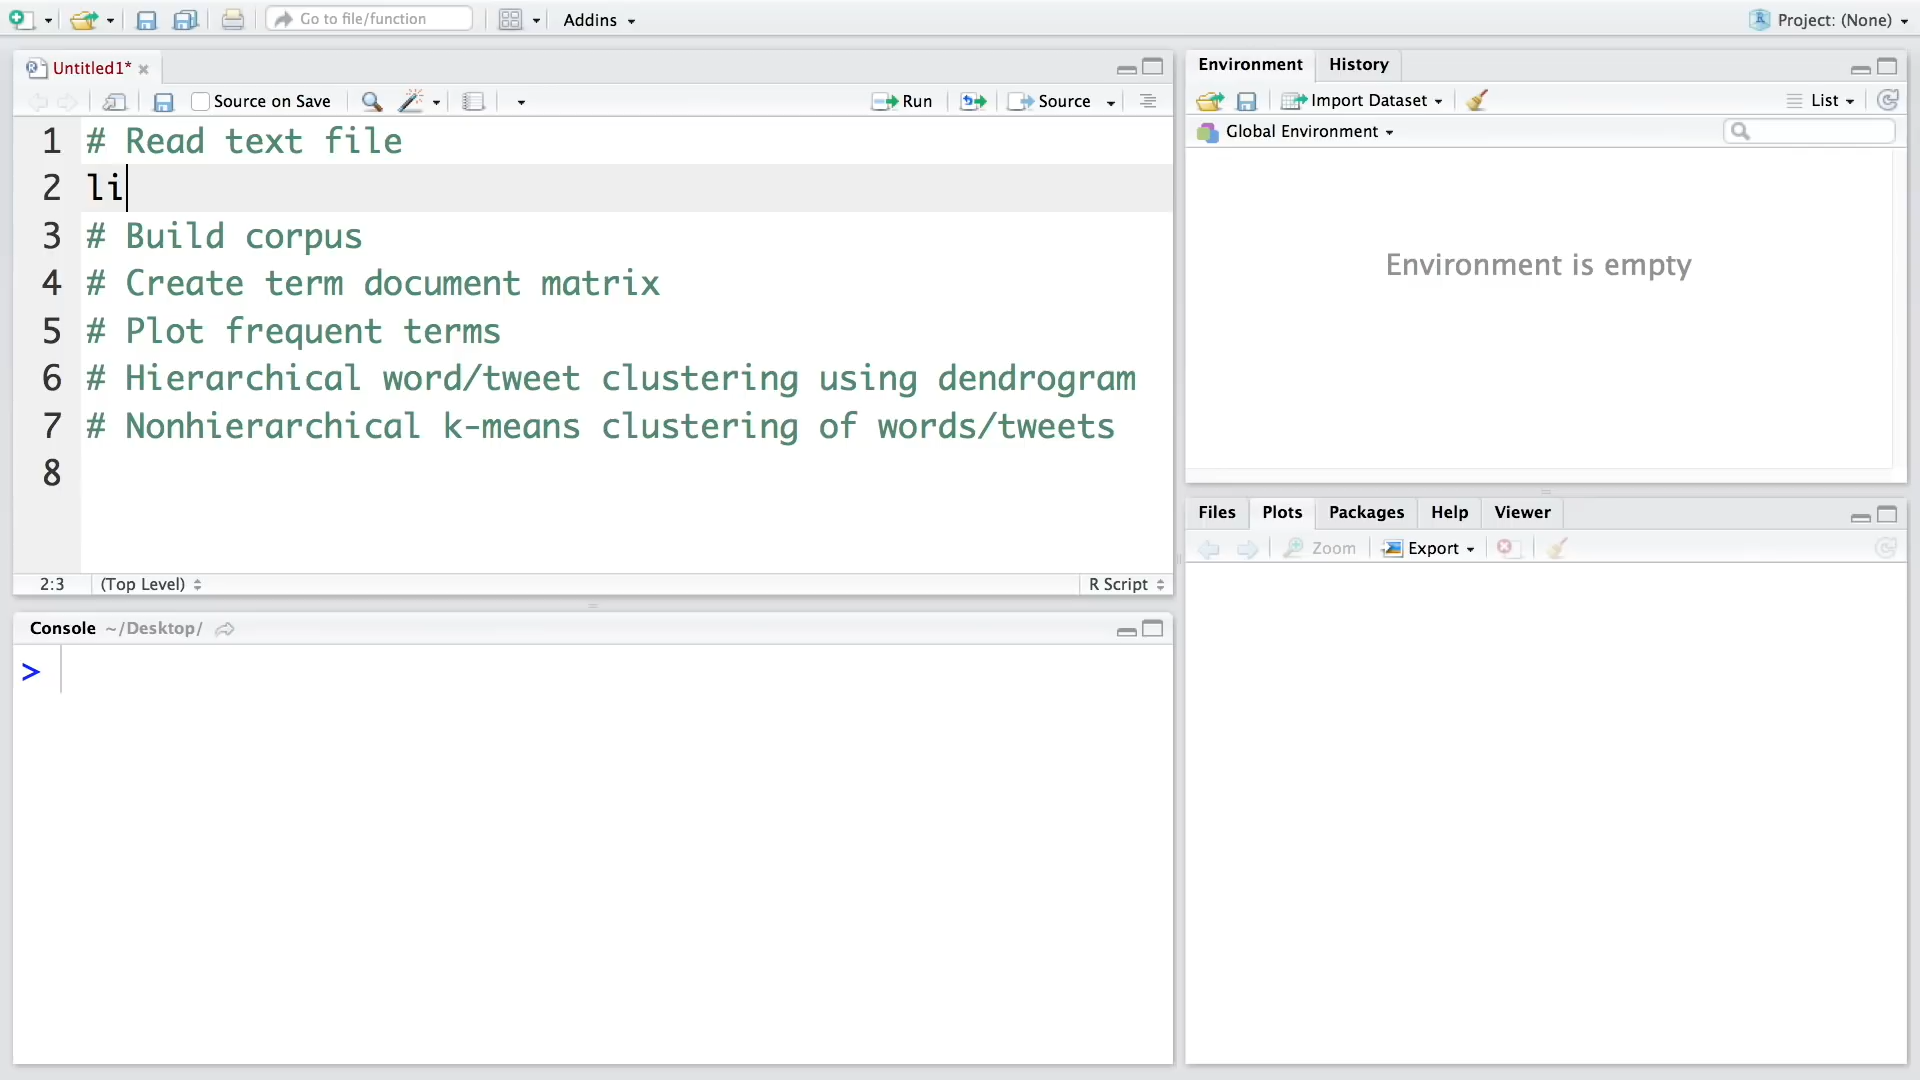 Go to file/function
Addins
Project: (None)
Untitled1*
Source on Save
Run
Source
1 # Read text file
2 li
3 # Build corpus
4 # Create term document matrix
5 # Plot frequent terms
6 # Hierarchical word/tweet clustering using dendrogram
7 # Nonhierarchical k-means clustering of words/tweets
8
2:3 (Top Level) R Script
Console ~/Desktop/
>
Environment History
Import Dataset List
Global Environment
Environment is empty
Files Plots Packages Help Viewer
Zoom Export